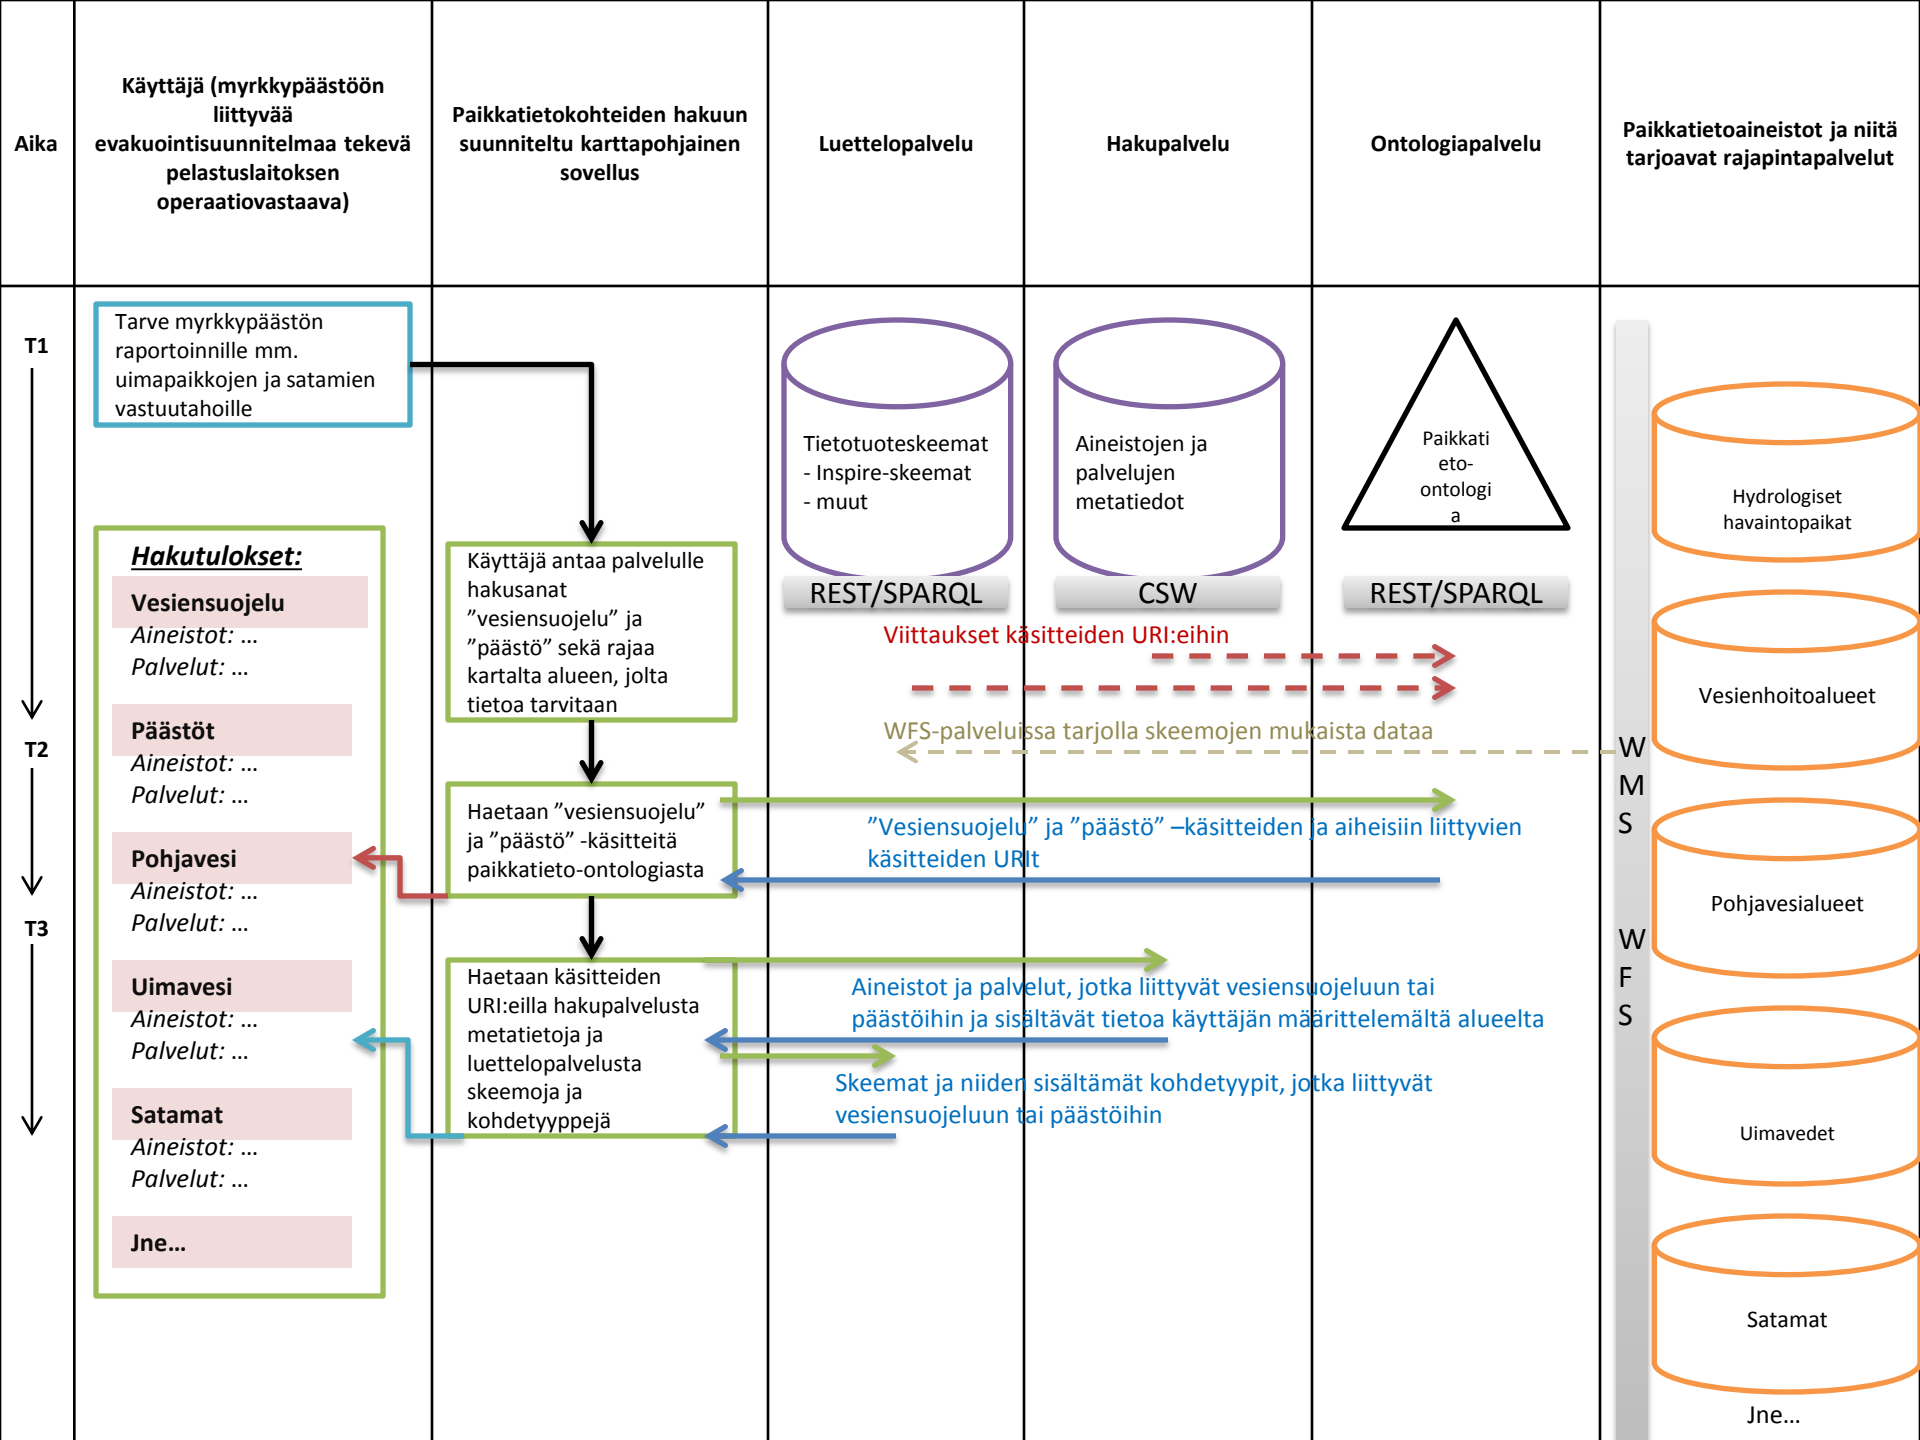 Aika
Käyttäjä (myrkkypäästöön
liittyvää
evakuointisuunnitelmaa tekevä
pelastuslaitoksen
operaatiovastaava)
Paikkatietokohteiden hakuun
suunniteltu karttapohjainen
sovellus
Luettelopalvelu
Hakupalvelu
Ontologiapalvelu
Paikkatietoaineistot ja niitä
tarjoavat rajapintapalvelut
T1
T2
T3
Tarve myrkkypäästön
raportoinnille mm.
uimapaikkojen ja satamien
vastuutahoille
Hakutulokset:
Vesiensuojelu
Aineistot: ...
Palvelut: ...
Päästöt
Aineistot: ...
Palvelut: ...
Pohjavesi
Aineistot: ...
Palvelut: ...
Uimavesi
Aineistot: ...
Palvelut: ...
Satamat
Aineistot: ...
Palvelut: ...
Jne...
Käyttäjä antaa palvelulle
hakusanat
”vesiensuojelu” ja
”päästö” sekä rajaa
kartalta alueen, jolta
tietoa tarvitaan
Haetaan ”vesiensuojelu”
ja ”päästö” -käsitteitä
paikkatieto-ontologiasta
Haetaan käsitteiden
URI:eilla hakupalvelusta
metatietoja ja
luettelopalvelusta
skeemoja ja
kohdetyyppejä
Tietotuoteskeemat
- Inspire-skeemat
- muut
REST/SPARQL
Aineistojen ja
palvelujen
metatiedot
CSW
Paikkati
eto-
ontologi
a
REST/SPARQL
Viittaukset käsitteiden URI:eihin
WFS-palveluissa tarjolla skeemojen mukaista dataa
”Vesiensuojelu” ja ”päästö” –käsitteiden ja aiheisiin liittyvien
käsitteiden URIt
Aineistot ja palvelut, jotka liittyvät vesiensuojeluun tai
päästöihin ja sisältävät tietoa käyttäjän määrittelemältä alueelta
Skeemat ja niiden sisältämät kohdetyypit, jotka liittyvät
vesiensuojeluun tai päästöihin
W
M
S
W
F
S
Hydrologiset
havaintopaikat
Vesienhoitoalueet
Pohjavesialueet
Uimavedet
Satamat
Jne...